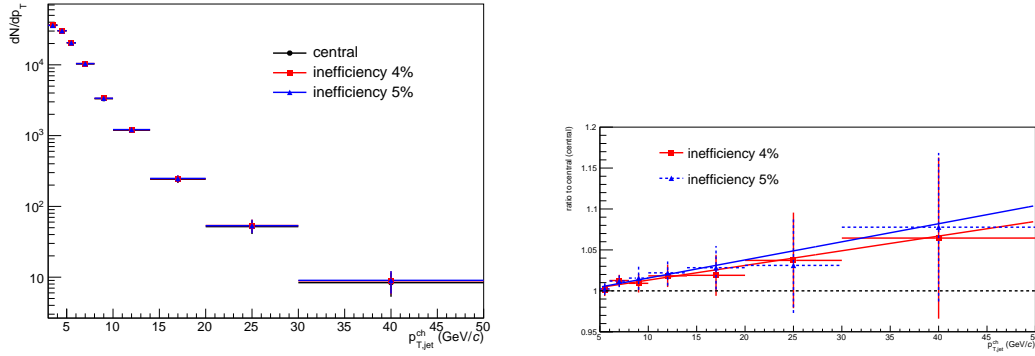 dN/dp_T
10^4
10^3
10^2
10
central
inefficiency 4%
inefficiency 5%
5 10 15 20 25 30 35 40 45 50
p^ch_T,jet (GeV/c)
ratio to central (central)
1.2
1.15
1.1
1.05
1
0.95
inefficiency 4%
inefficiency 5%
5 10 15 20 25 30 35 40 45 50
p^ch_T,jet (GeV/c)